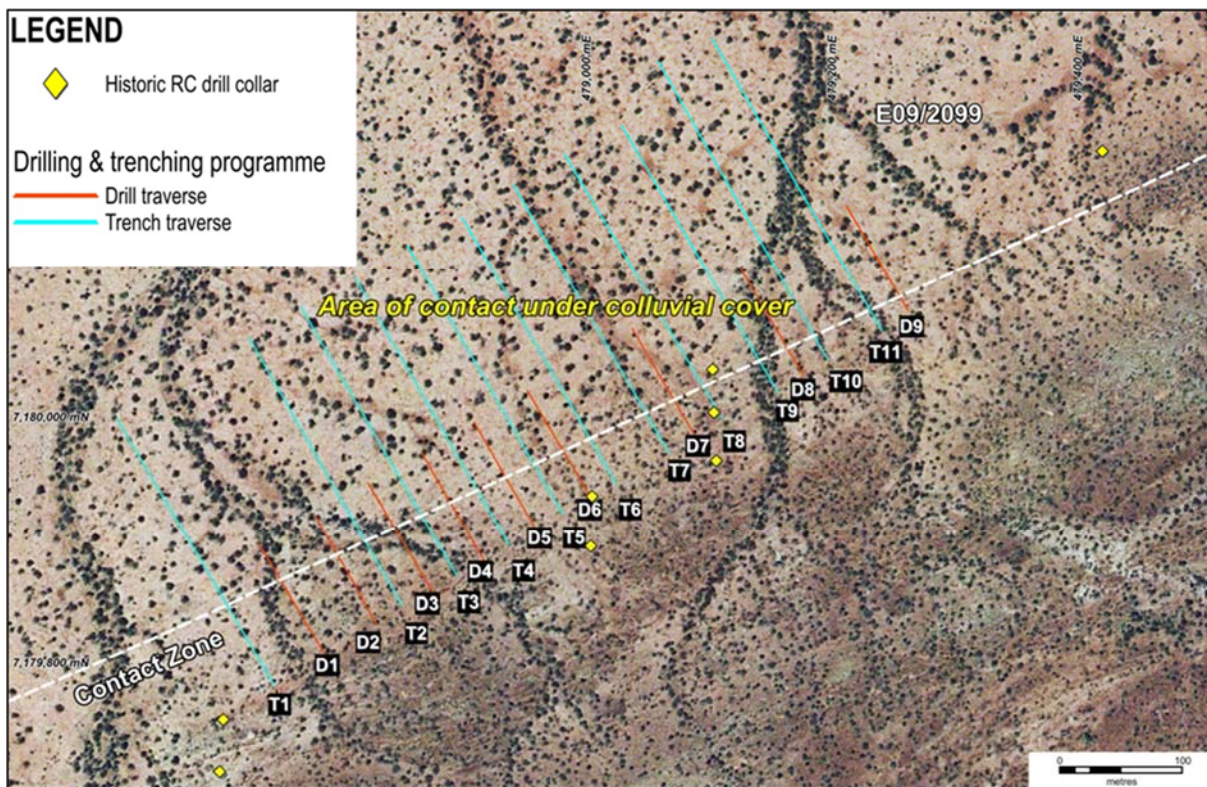 LEGEND
Historic RC drill collar
Drilling & trenching programme
Drill traverse
Trench traverse
479,000 mE
479,200 mE
479,400 mE
E09/2099
Area of contact under colluvial cover
7,180,000 mN
7,179,800 mN
Contact Zone
D9
T11
T10
D8
T9
T8
D7
T7
T6
D6
T5
D5
T4
D4
T3
D3
T2
D2
D1
T1
0 100
metres